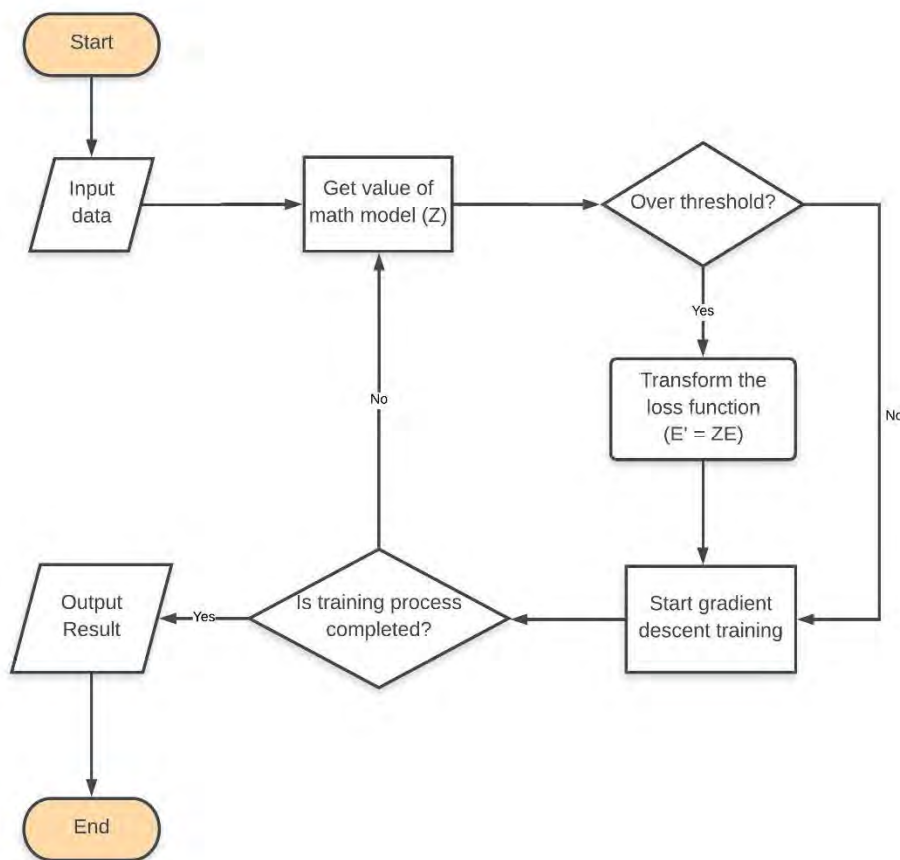 Start
Input
data
Get value of
math model (Z)
Over threshold?
Yes
No
Transform the
loss function
(E' = ZE)
Start gradient
descent training
Is training process
completed?
No
Yes
Output
Result
End